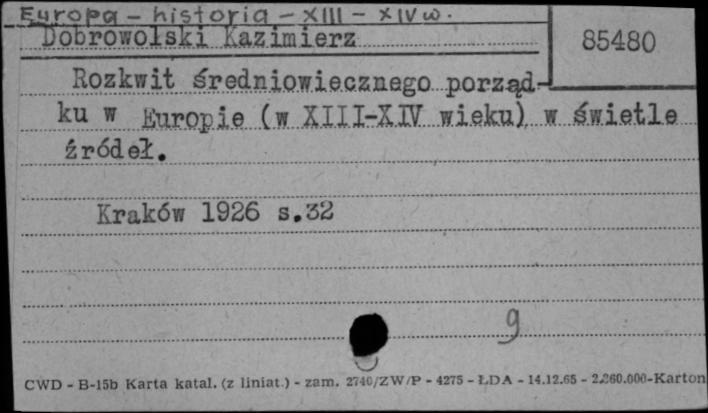 Europa - historia - XIII - XIV w.
Dobrowolski Kazimierz
85480
Rozkwit średniowiecznego porząd-
ku w Europie (w XIII-XIV wieku) w świetle
źródeł.
Kraków 1926 s.32
9
CWD - B-15b Karta katal. (z liniat.) - zam. 2740/ZW/P - 4275 - ŁDA - 14.12.65 - 2.260.000-Karton